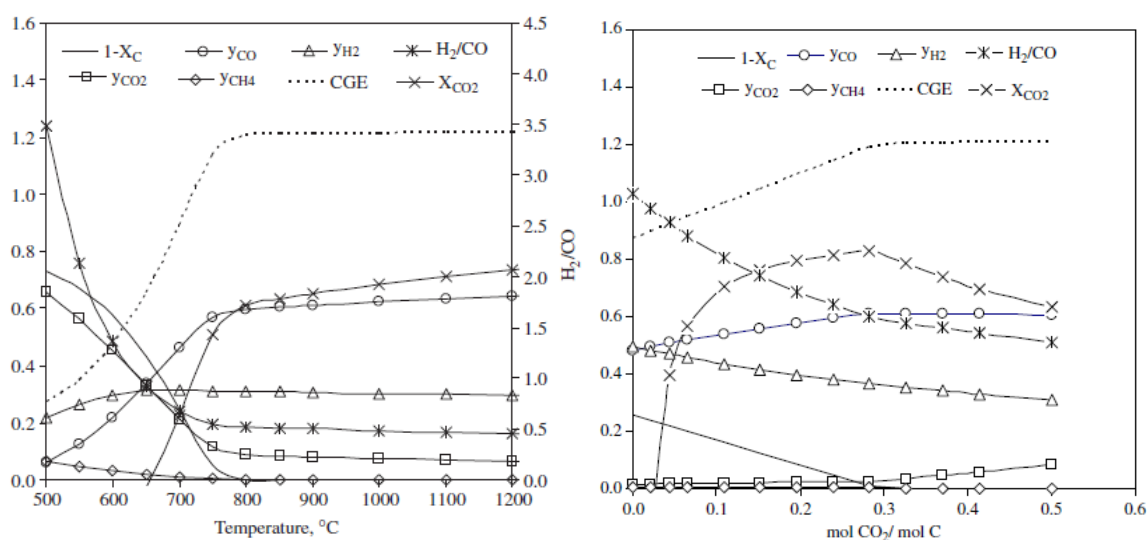 1.6
1.4
1.2
1.0
0.8
0.6
0.4
0.2
0.0
1-X_C
y_CO
y_H2
H_2/CO
y_CO2
y_CH4
CGE
X_CO2
4.5
4.0
3.5
3.0
2.5
2.0
1.5
1.0
0.5
0.0
H_2/CO
500 600 700 800 900 1000 1100 1200
Temperature, °C
1.6
1.4
1.2
1.0
0.8
0.6
0.4
0.2
0.0
1-X_C
y_CO
y_H2
H_2/CO
y_CO2
y_CH4
CGE
X_CO2
0.0 0.1 0.2 0.3 0.4 0.5 0.6
mol CO_2/ mol C